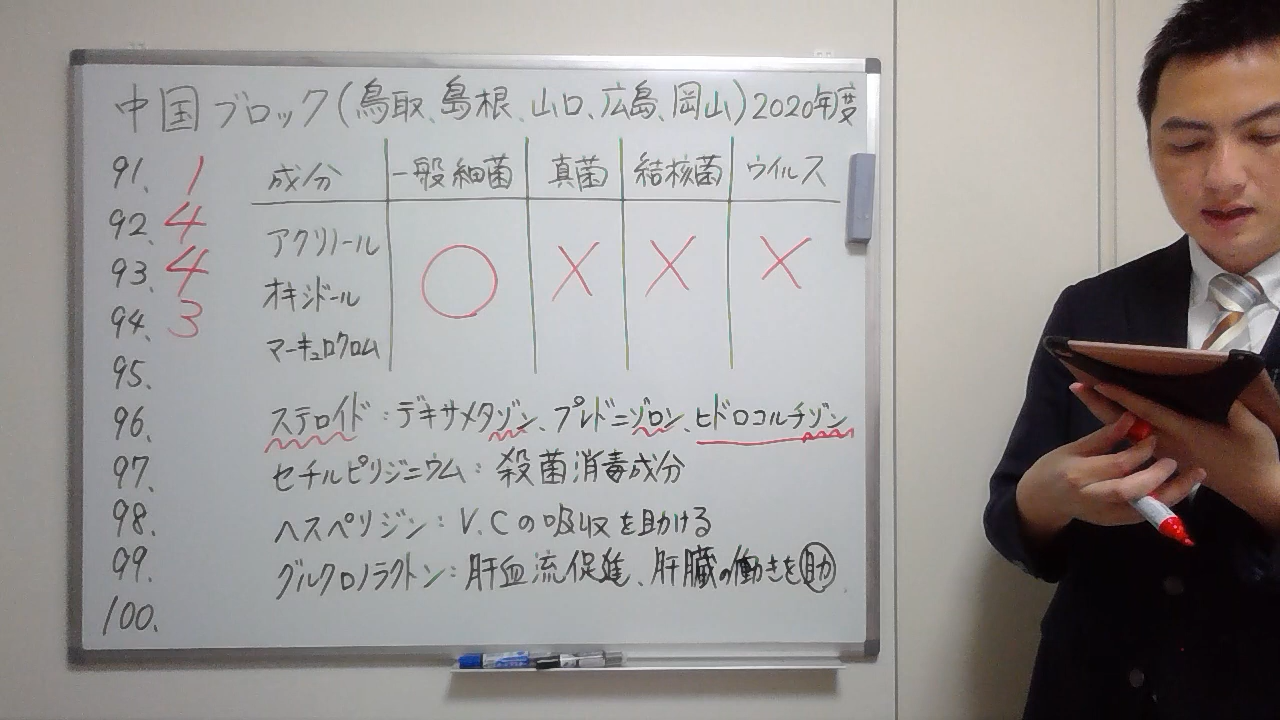 中国ブロック(鳥取、島根、山口、広島、岡山)2020年度
91. 1
92. 4
93. 4
94. 3
95.
96.
97.
98.
99.
100.
成分 一般細菌 真菌 結核菌 ウイルス
アクリノール
オキシドール ○ × × ×
マーキュロクロム
ステロイド:デキサメタゾン、プレドニゾロン、ヒドロコルチゾン
セチルピリジニウム:殺菌消毒成分
ヘスペリジン:V.Cの吸収を助ける
グルクロノラクトン:肝血流促進、肝臓の働きを助